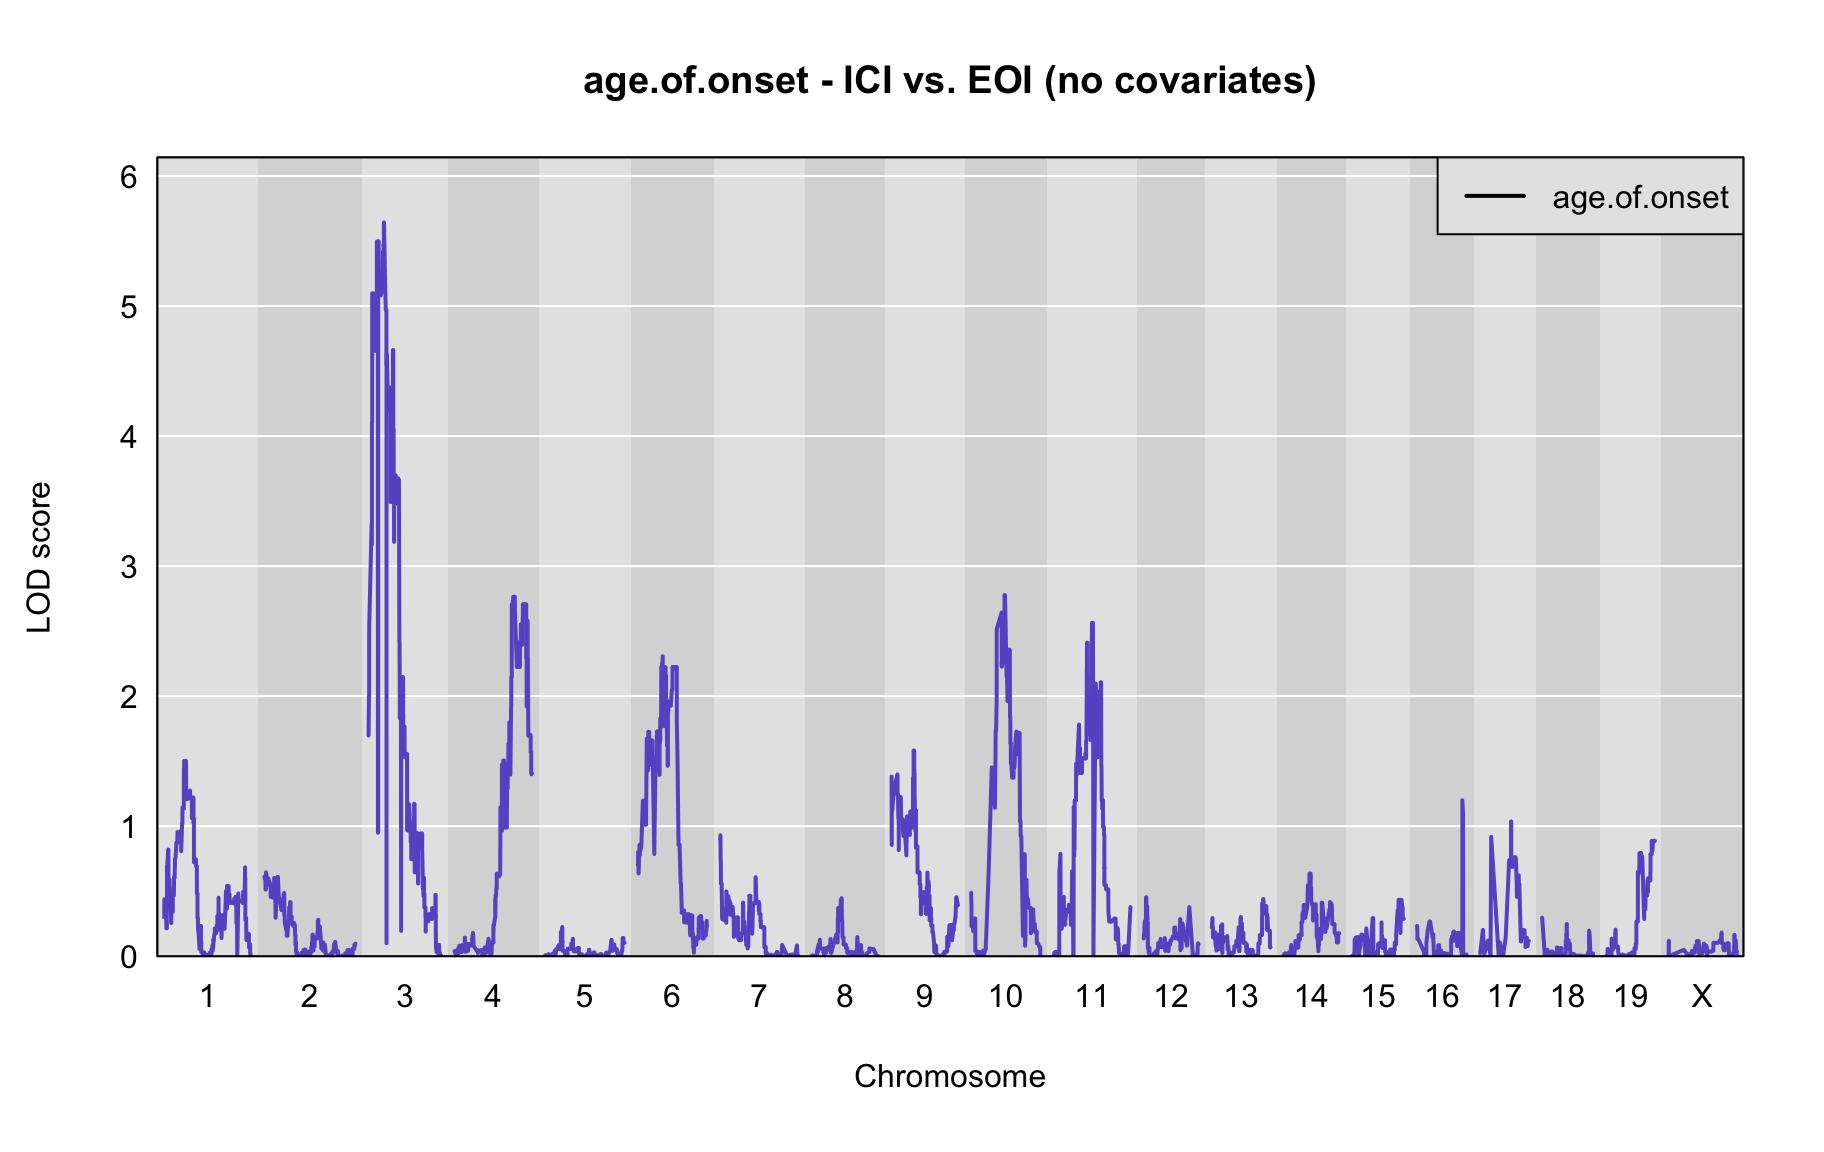 age.of.onset - ICI vs. EOI (no covariates)
age.of.onset
LOD score
6
5
4
3
2
1
0
1 2 3 4 5 6 7 8 9 10 11 12 13 14 15 16 17 18 19 X
Chromosome